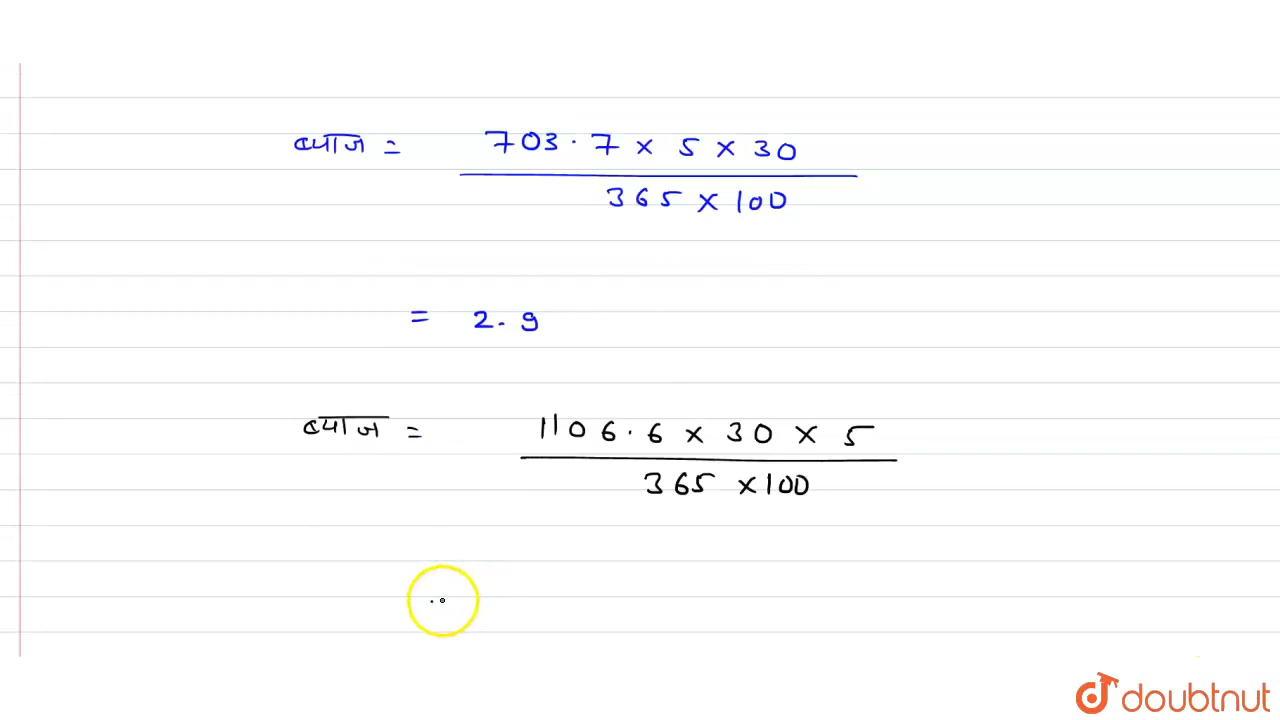 ब्याज = 703.7 × 5 × 30
365 × 100
= 2.9
ब्याज = 1106.6 × 30 × 5
365 × 100
doubtnut